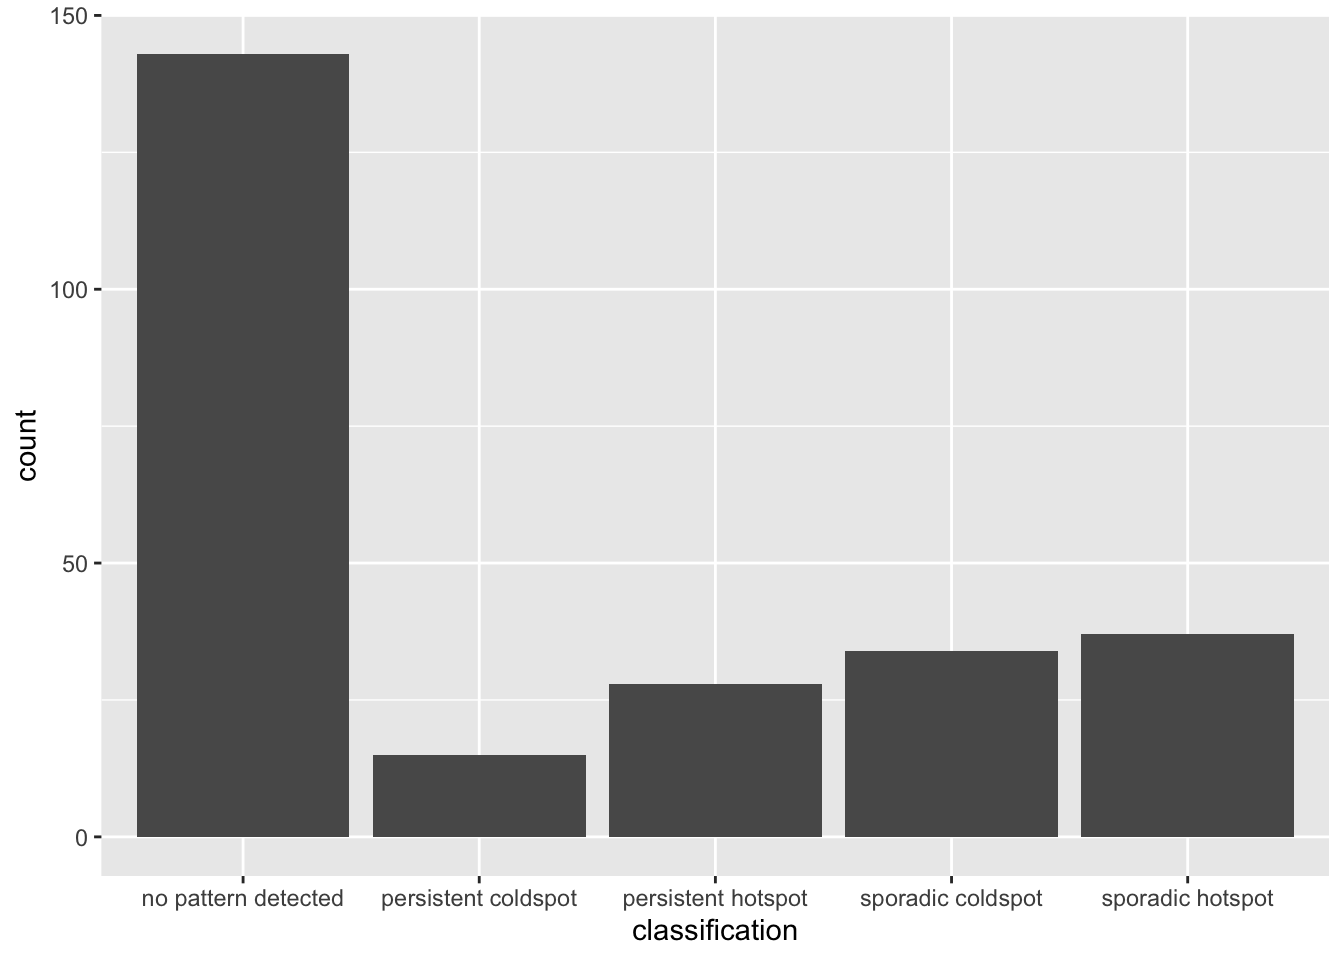 150
100
50
0
count
no pattern detected
persistent coldspot
persistent hotspot
sporadic coldspot
sporadic hotspot
classification